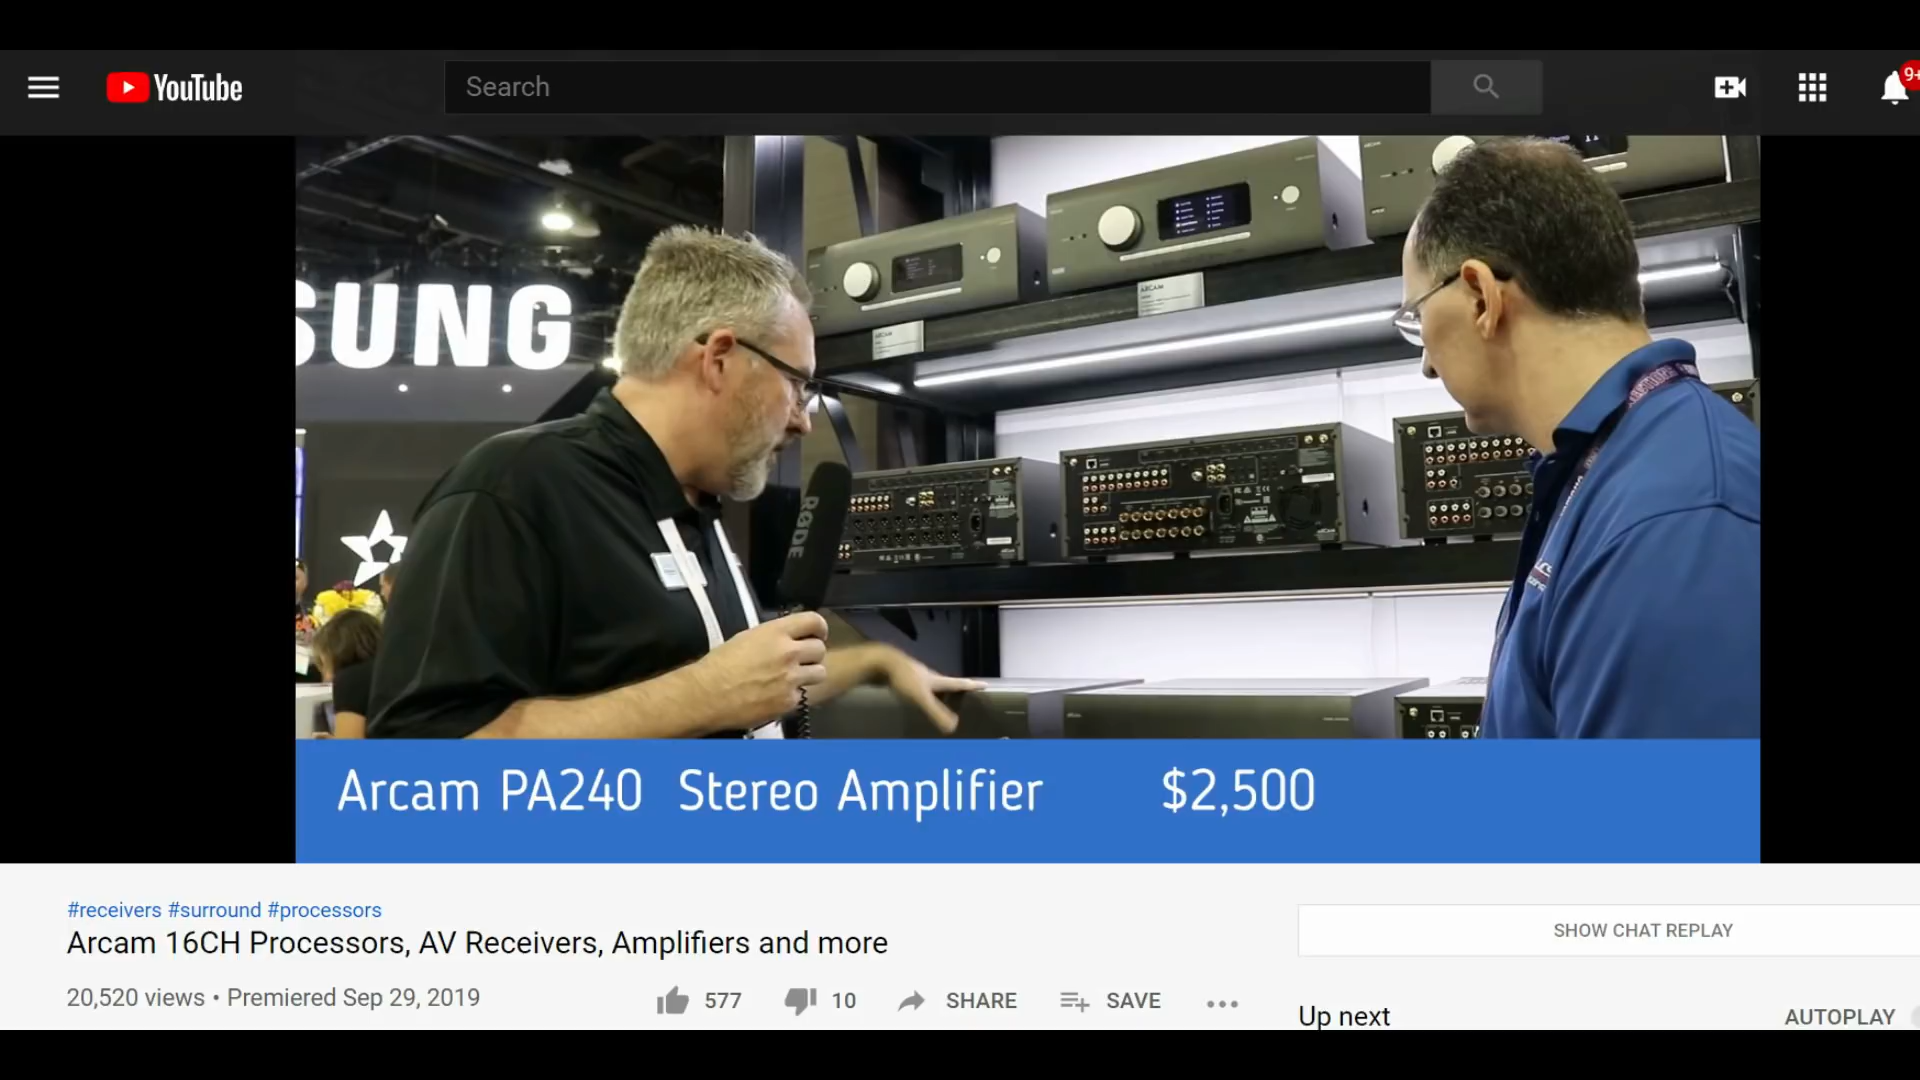 YouTube
Search
9+
SUNG
RØDE
ARCAM
ARCAM
Arcam PA240 Stereo Amplifier $2,500
#receivers #surround #processors
Arcam 16CH Processors, AV Receivers, Amplifiers and more
20,520 views • Premiered Sep 29, 2019
577
10
SHARE
SAVE
SHOW CHAT REPLAY
Up next
AUTOPLAY